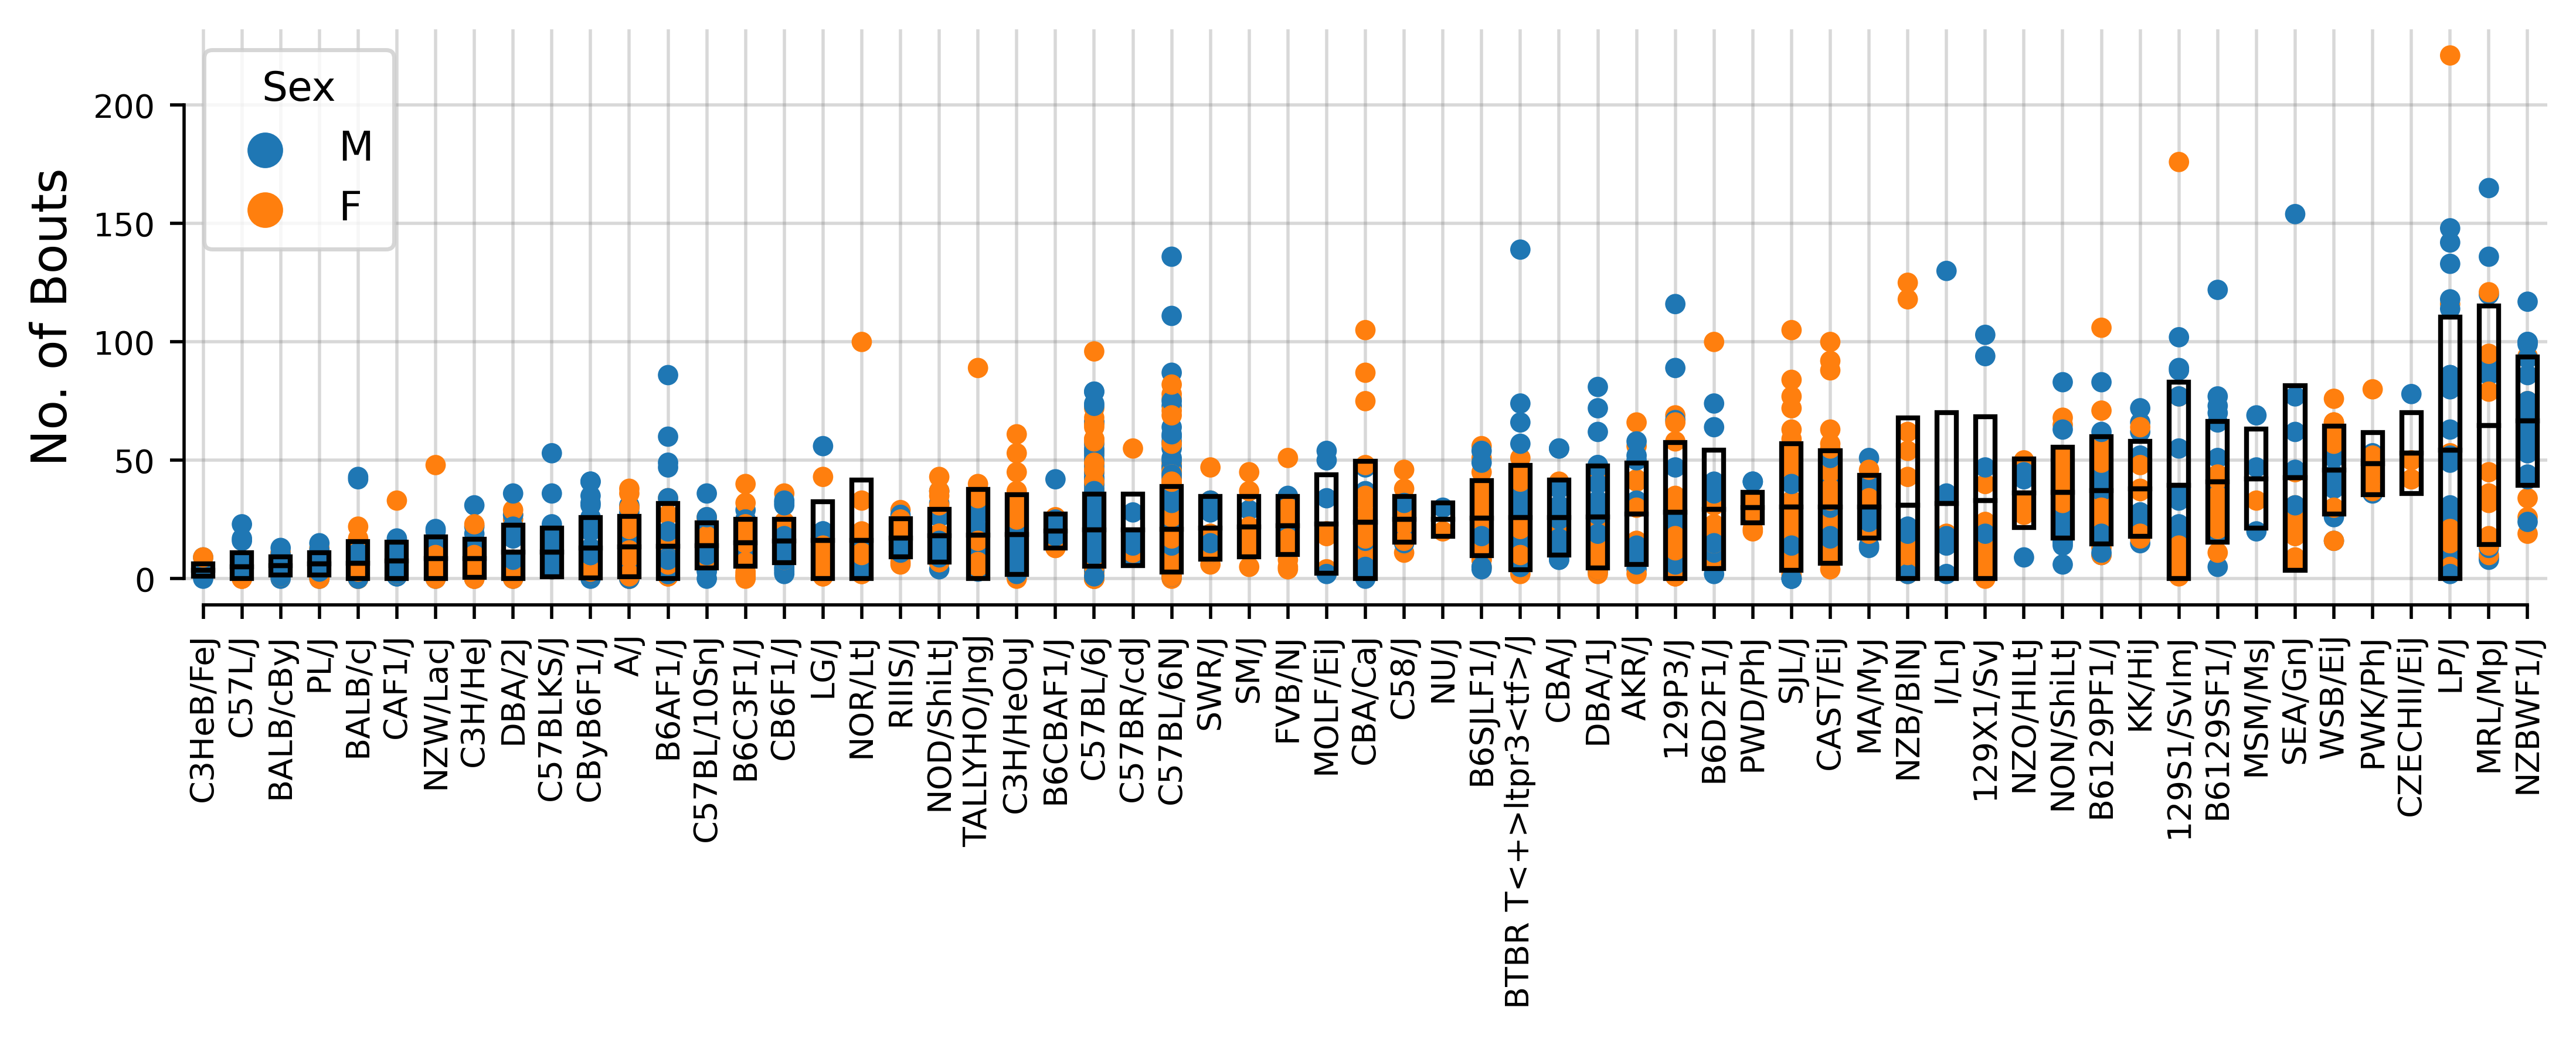 Sex
M
F
No. of Bouts
200
150
100
50
0
C3HeB/FeJ
C57L/J
BALB/cByJ
PL/J
BALB/cJ
CAF1/J
NZW/LacJ
C3H/HeJ
DBA/2J
C57BLKS/J
CByB6F1/J
A/J
B6AF1/J
C57BL/10SnJ
B6C3F1/J
CB6F1/J
LG/J
NOR/LtJ
RIIIS/J
NOD/ShiLtJ
TALLYHO/JngJ
C3H/HeOuJ
B6CBAF1/J
C57BL/6J
C57BR/cdJ
C57BL/6NJ
SWR/J
SM/J
FVB/NJ
MOLF/EiJ
CBA/CaJ
C58/J
NU/J
B6SJLF1/J
BTBR T<+>ltpr3<tf>/J
CBA/J
DBA/1J
AKR/J
129P3/J
B6D2F1/J
PWD/PhJ
SJL/J
CAST/EiJ
MA/MyJ
NZB/BlNJ
I/LnJ
129X1/SvJ
NZO/HlLtJ
NON/ShiLtJ
B6129PF1/J
KK/HiJ
129S1/SvImJ
B6129SF1/J
MSM/MsJ
SEA/GnJ
WSB/EiJ
PWK/PhJ
CZECHII/EiJ
LP/J
MRL/MpJ
NZBWF1/J